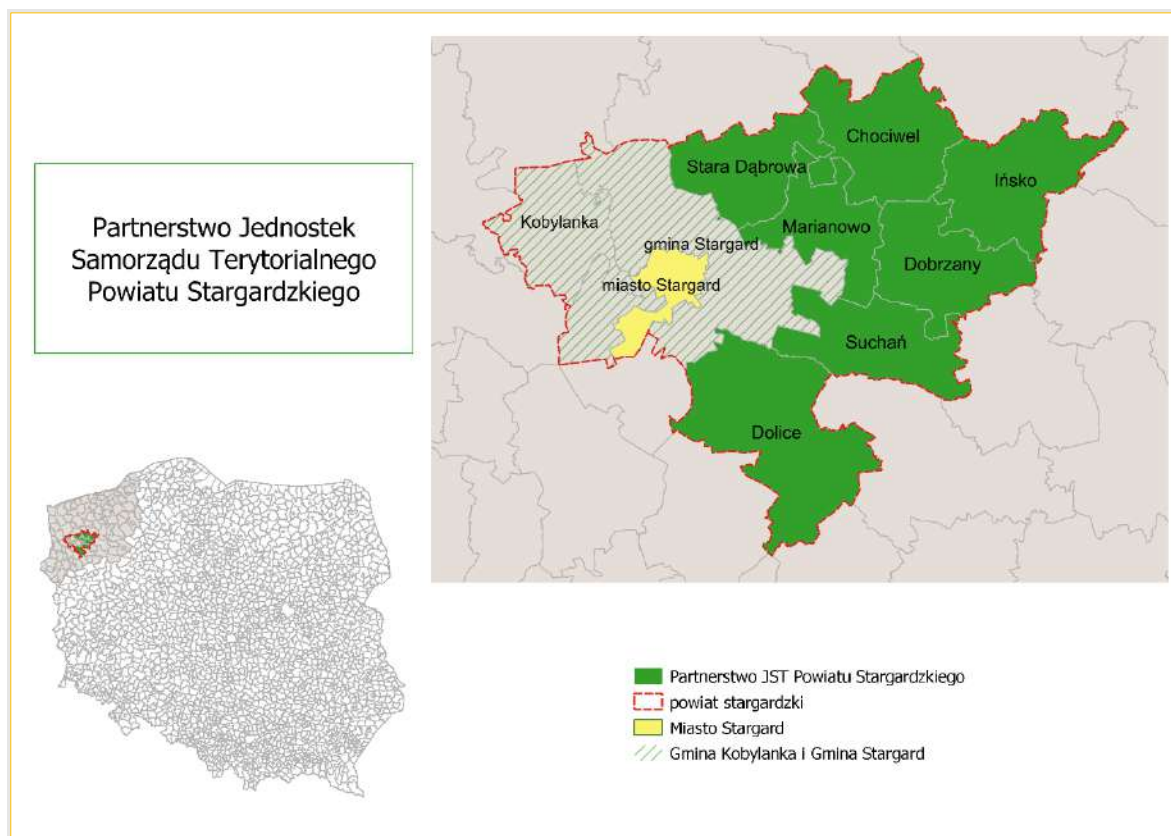 Partnerstwo Jednostek
Samorządu Terytorialnego
Powiatu Stargardzkiego
Chociwel
Stara Dąbrowa
Ińsko
Kobylanka
Marianowo
gmina Stargard
Dobrzany
miasto Stargard
Suchań
Dolice
Partnerstwo JST Powiatu Stargardzkiego
powiat stargardzki
Miasto Stargard
Gmina Kobylanka i Gmina Stargard